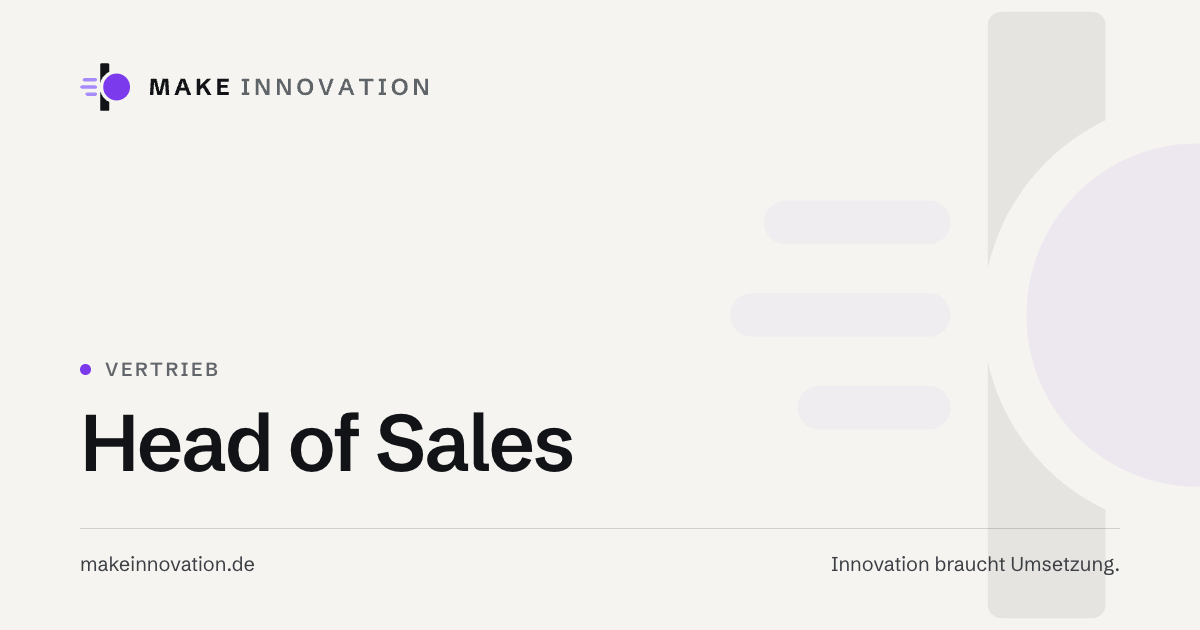 MAKE INNOVATION
VERTRIEB
Head of Sales
makeinnovation.de
Innovation braucht Umsetzung.